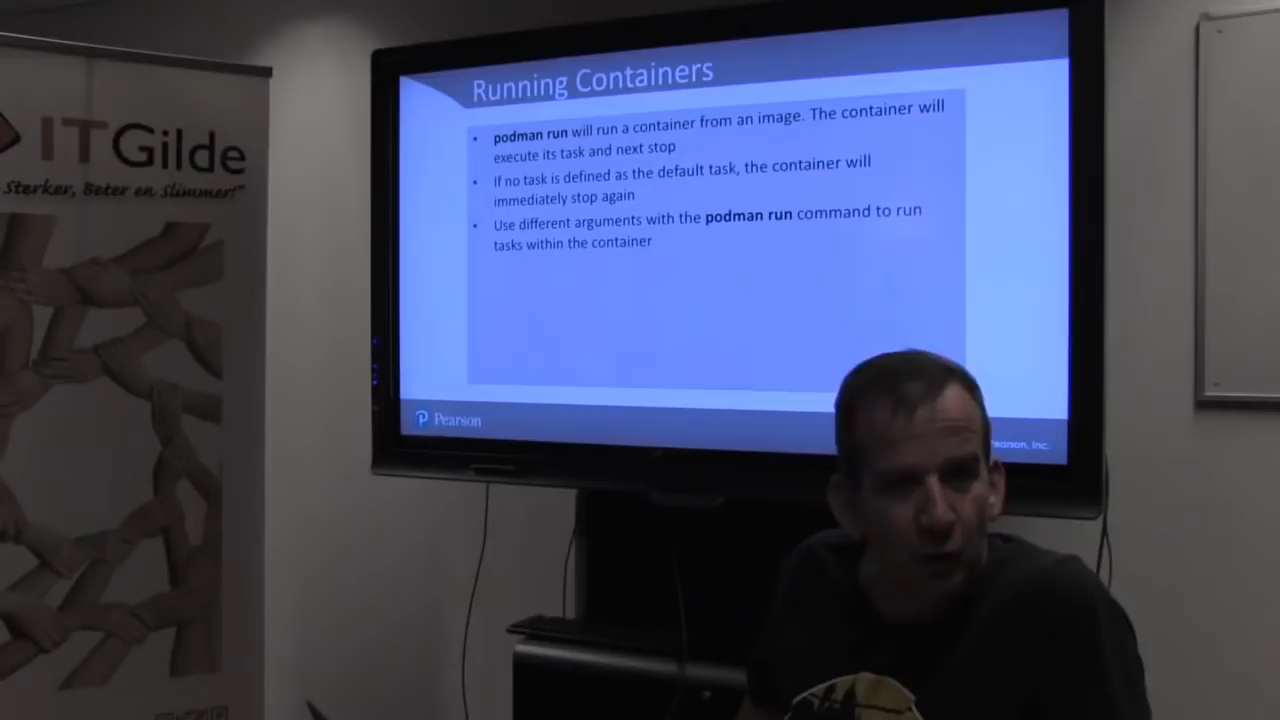 ITGilde
Sterker, Beter en Slimmer!"
Running Containers
• podman run will run a container from an image. The container will
execute its task and next stop
• If no task is defined as the default task, the container will
immediately stop again
• Use different arguments with the podman run command to run
tasks within the container
Pearson
Pearson, Inc.